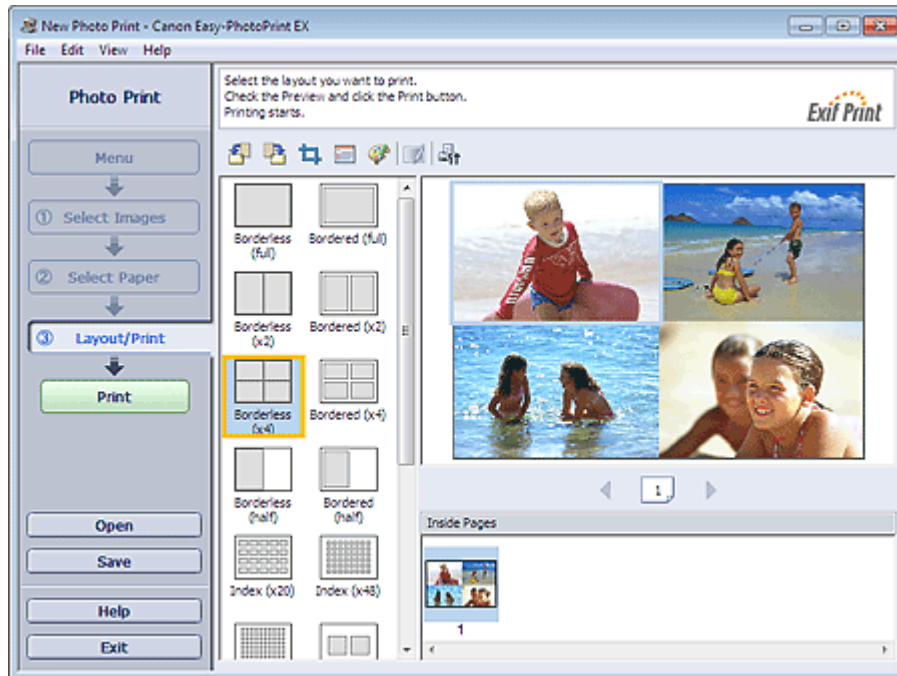 New Photo Print - Canon Easy-PhotoPrint EX
File Edit View Help
Photo Print
Select the layout you want to print.
Check the Preview and click the Print button.
Printing starts.
Exif Print
Menu
① Select Images
② Select Paper
③ Layout/Print
Print
Open
Save
Help
Exit
Borderless
(full)
Bordered (full)
Borderless
(x2)
Bordered (x2)
Borderless
(x4)
Bordered (x4)
Borderless
(half)
Bordered
(half)
Index (x20)
Index (x48)
1
Inside Pages
1